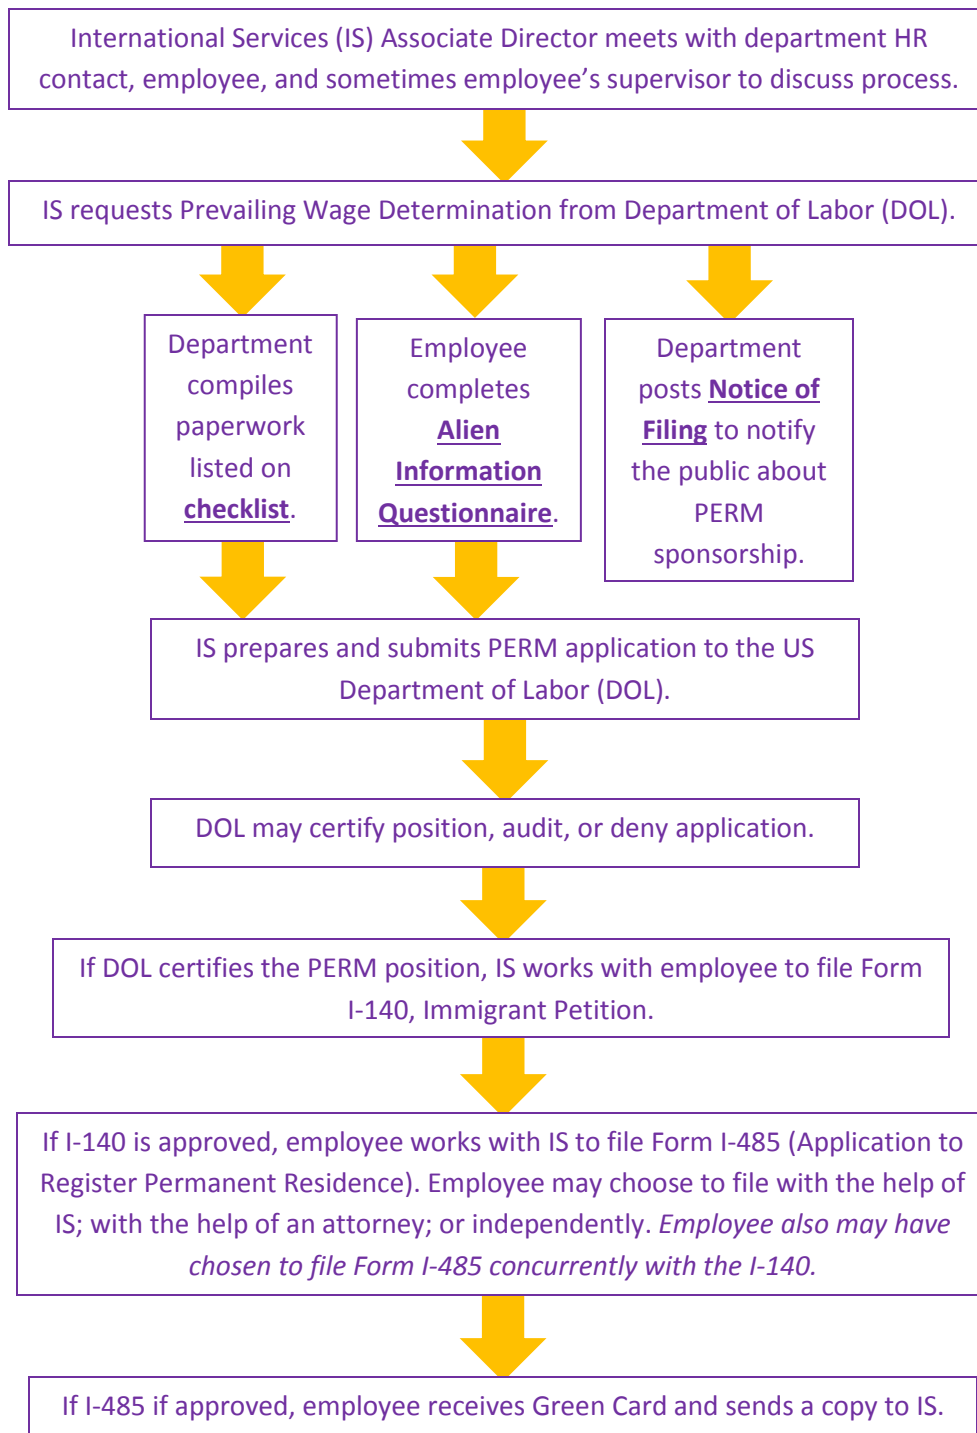 International Services (IS) Associate Director meets with department HR
contact, employee, and sometimes employee’s supervisor to discuss process.
IS requests Prevailing Wage Determination from Department of Labor (DOL).
Department
compiles
paperwork
listed on
checklist.
Employee
completes
Alien
Information
Questionnaire.
Department
posts Notice of
Filing to notify
the public about
PERM
sponsorship.
IS prepares and submits PERM application to the US
Department of Labor (DOL).
DOL may certify position, audit, or deny application.
If DOL certifies the PERM position, IS works with employee to file Form
I-140, Immigrant Petition.
If I-140 is approved, employee works with IS to file Form I-485 (Application to
Register Permanent Residence). Employee may choose to file with the help of
IS; with the help of an attorney; or independently. Employee also may have
chosen to file Form I-485 concurrently with the I-140.
If I-485 if approved, employee receives Green Card and sends a copy to IS.